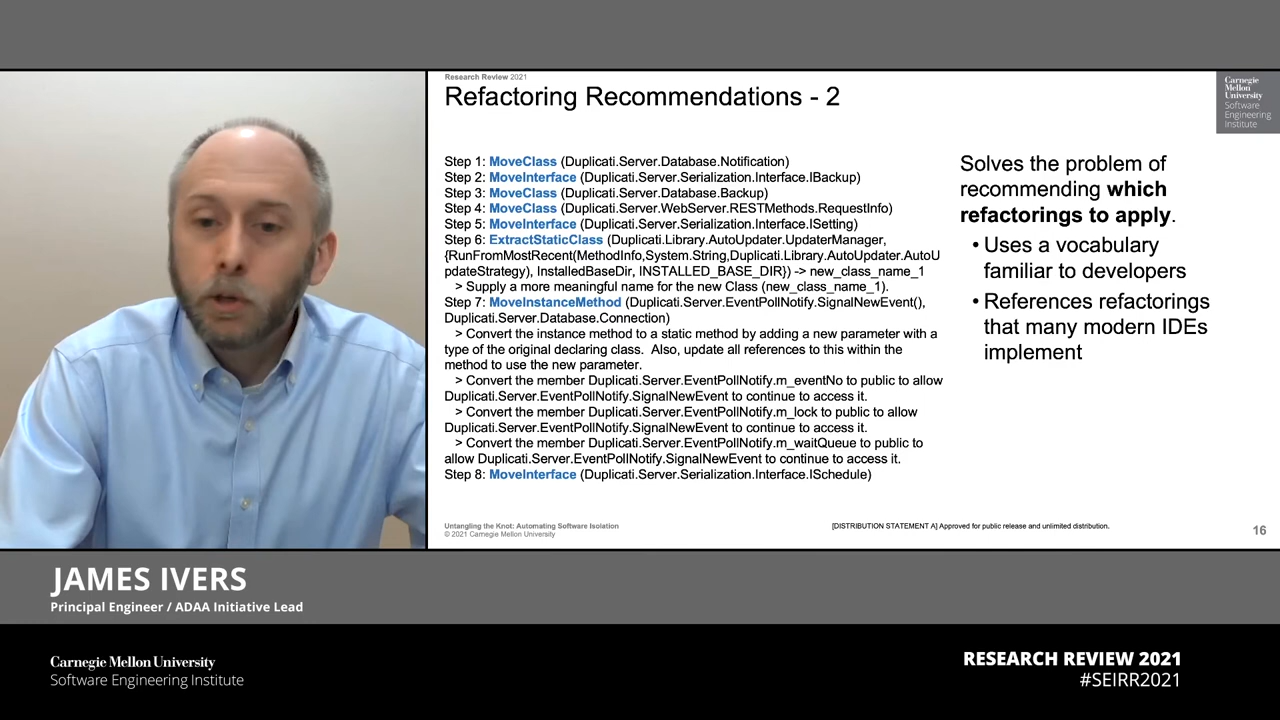 Research Review 2021
Refactoring Recommendations - 2
Carnegie
Mellon
University
Software
Engineering
Institute
Step 1: MoveClass (Duplicati.Server.Database.Notification)
Step 2: MoveInterface (Duplicati.Server.Serialization.Interface.IBackup)
Step 3: MoveClass (Duplicati.Server.Database.Backup)
Step 4: MoveClass (Duplicati.Server.WebServer.RESTMethods.RequestInfo)
Step 5: MoveInterface (Duplicati.Server.Serialization.Interface.ISetting)
Step 6: ExtractStaticClass (Duplicati.Library.AutoUpdater.UpdaterManager,
{RunFromMostRecent(MethodInfo,System.String,Duplicati.Library.AutoUpdater.AutoU
pdateStrategy), InstalledBaseDir, INSTALLED_BASE_DIR}) -> new_class_name_1
> Supply a more meaningful name for the new Class (new_class_name_1).
Step 7: MoveInstanceMethod (Duplicati.Server.EventPollNotify.SignalNewEvent(),
Duplicati.Server.Database.Connection)
> Convert the instance method to a static method by adding a new parameter with a
type of the original declaring class. Also, update all references to this within the
method to use the new parameter.
> Convert the member Duplicati.Server.EventPollNotify.m_eventNo to public to allow
Duplicati.Server.EventPollNotify.SignalNewEvent to continue to access it.
> Convert the member Duplicati.Server.EventPollNotify.m_lock to public to allow
Duplicati.Server.EventPollNotify.SignalNewEvent to continue to access it.
> Convert the member Duplicati.Server.EventPollNotify.m_waitQueue to public to
allow Duplicati.Server.EventPollNotify.SignalNewEvent to continue to access it.
Step 8: MoveInterface (Duplicati.Server.Serialization.Interface.ISchedule)
Solves the problem of
recommending which
refactorings to apply.
• Uses a vocabulary
familiar to developers
• References refactorings
that many modern IDEs
implement
Untangling the Knot: Automating Software Isolation
© 2021 Carnegie Mellon University
[DISTRIBUTION STATEMENT A] Approved for public release and unlimited distribution.
16
JAMES IVERS
Principal Engineer / ADAA Initiative Lead
Carnegie Mellon University
Software Engineering Institute
RESEARCH REVIEW 2021
#SEIRR2021